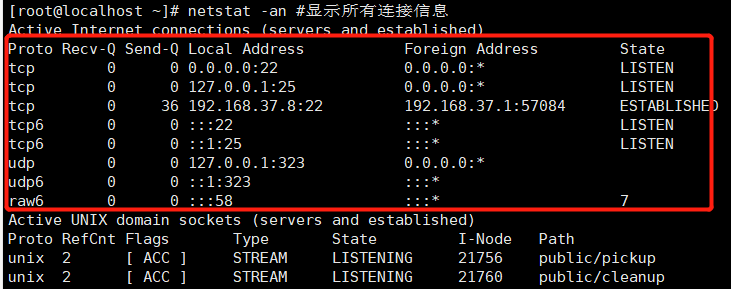 [root@localhost ~]# netstat -an #显示所有连接信息
Active Internet connections (servers and established)
Proto Recv-Q Send-Q Local Address Foreign Address State
tcp 0 0 0.0.0.0:22 0.0.0.0:* LISTEN
tcp 0 0 127.0.0.1:25 0.0.0.0:* LISTEN
tcp 0 36 192.168.37.8:22 192.168.37.1:57084 ESTABLISHED
tcp6 0 0 :::22 :::* LISTEN
tcp6 0 0 ::1:25 :::* LISTEN
udp 0 0 127.0.0.1:323 0.0.0.0:*
udp6 0 0 ::1:323 :::*
raw6 0 0 :::58 :::* 7
Active UNIX domain sockets (servers and established)
Proto RefCnt Flags Type State I-Node Path
unix 2 [ ACC ] STREAM LISTENING 21756 public/pickup
unix 2 [ ACC ] STREAM LISTENING 21760 public/cleanup